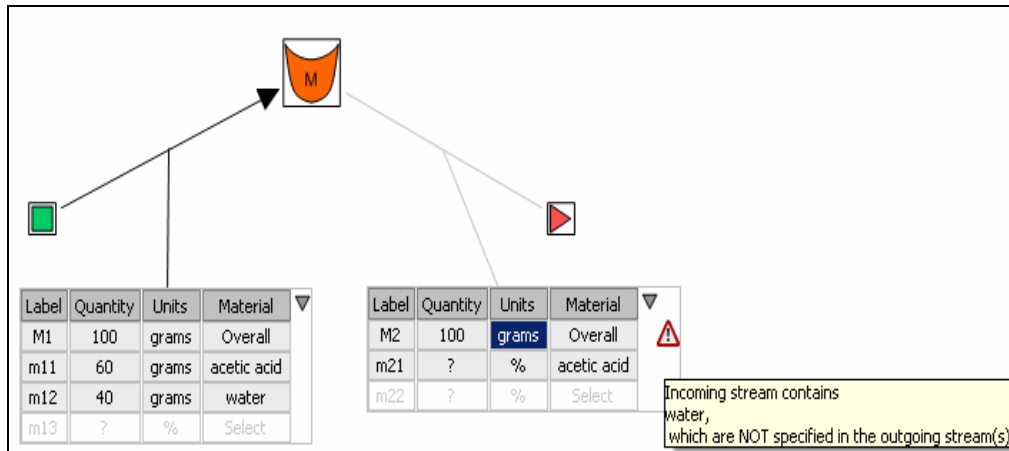 M
Label Quantity Units Material
M1 100 grams Overall
m11 60 grams acetic acid
m12 40 grams water
m13 ? % Select
Label Quantity Units Material
M2 100 grams Overall
m21 ? % acetic acid
m22 ? % Select
Incoming stream contains
water,
which are NOT specified in the outgoing stream(s)